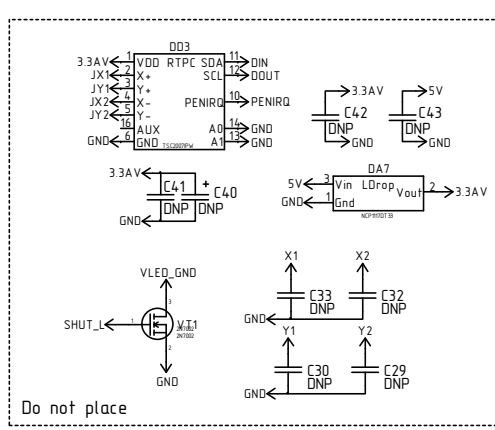 DD3
3.3AV 1 VDD RTPC SDA 11 DIN
JX1 2 X+ SCL 12 DOUT
JY1 3 Y+
JX2 4 X- PENIRQ 10 PENIRQ
JY2 5 Y-
16 AUX A0 14 GND
GND 6 GND TSC2007IPW A1 13 GND
3.3AV 5V
C42 C43
DNP DNP
GND GND
3.3AV
C41 + C40
DNP DNP
GND
DA7
5V 3 Vin LDrop Vout 2 3.3AV
GND 1 Gnd
NCP1117DT33
VLED_GND
3
SHUT_L 1 VT1
2N7002
2N7002
2
GND
X1 X2
C33 C32
DNP DNP
GND
Y1 Y2
C30 C29
DNP DNP
GND
Do not place